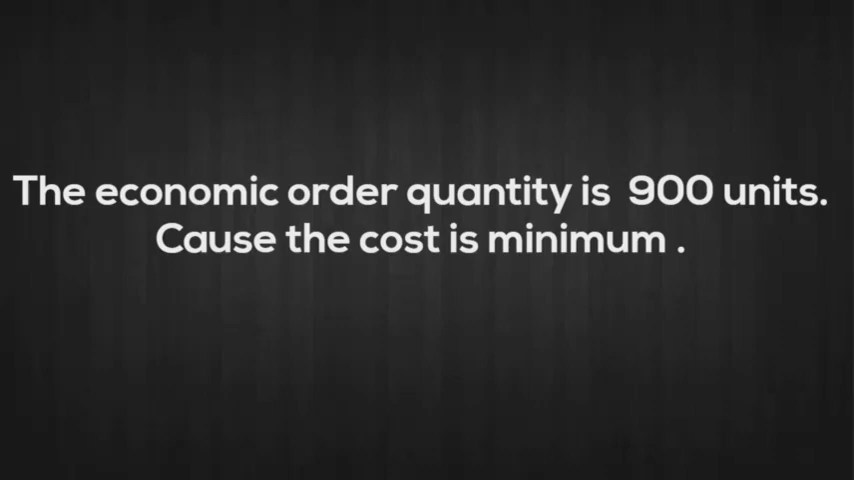 The economic order quantity is 900 units.
Cause the cost is minimum .